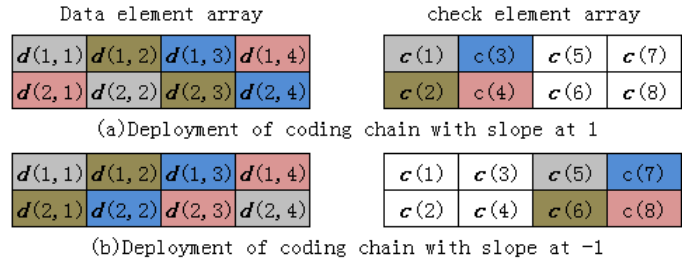 Data element array check element array
d(1,1) d(1,2) d(1,3) d(1,4) c(1) c(3) c(5) c(7)
d(2,1) d(2,2) d(2,3) d(2,4) c(2) c(4) c(6) c(8)
(a)Deployment of coding chain with slope at 1
d(1,1) d(1,2) d(1,3) d(1,4) c(1) c(3) c(5) c(7)
d(2,1) d(2,2) d(2,3) d(2,4) c(2) c(4) c(6) c(8)
(b)Deployment of coding chain with slope at -1